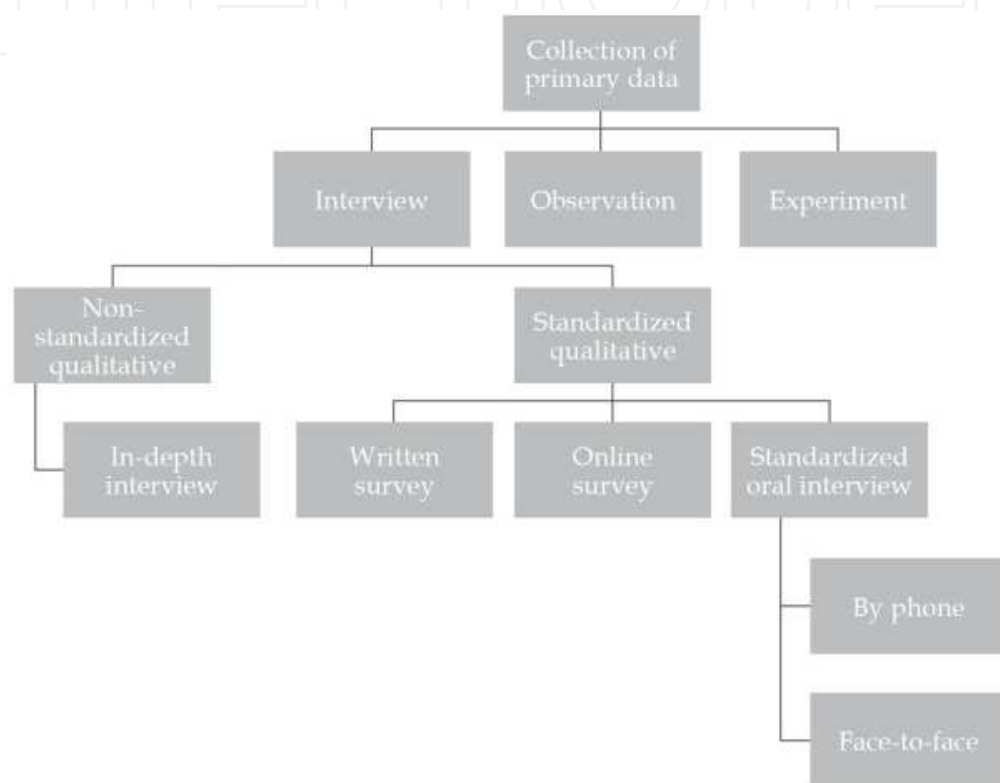 Collection of
primary data
Interview
Observation
Experiment
Non-
standardized
qualitative
Standardized
qualitative
In-depth
interview
Written
survey
Online
survey
Standardized
oral interview
By phone
Face-to-face